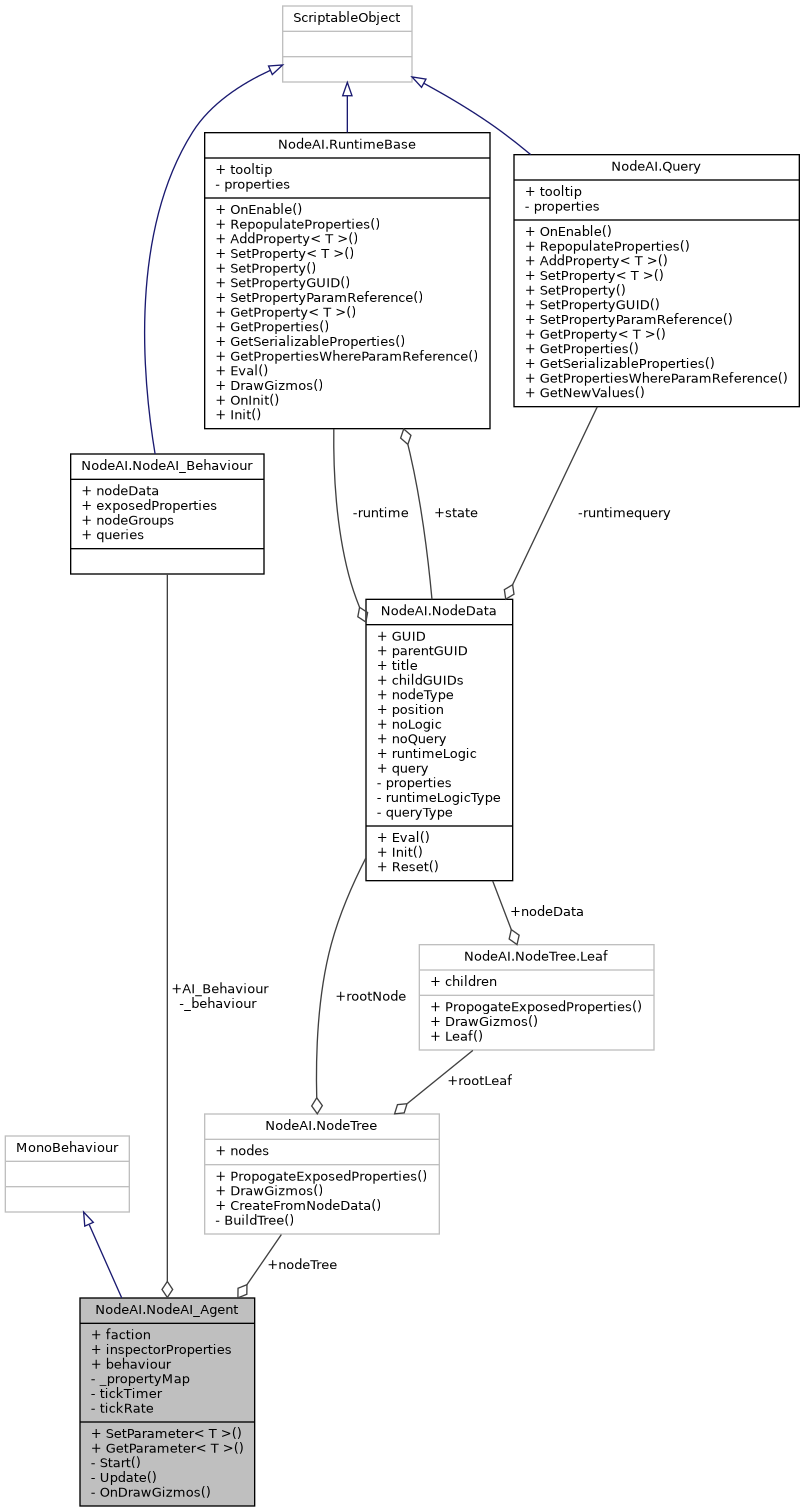 ScriptableObject
NodeAI.RuntimeBase
+ tooltip
- properties
+ OnEnable()
+ RepopulateProperties()
+ AddProperty< T >()
+ SetProperty< T >()
+ SetProperty()
+ SetPropertyGUID()
+ SetPropertyParamReference()
+ GetProperty< T >()
+ GetProperties()
+ GetSerializableProperties()
+ GetPropertiesWhereParamReference()
+ Eval()
+ DrawGizmos()
+ OnInit()
+ Init()
NodeAI.Query
+ tooltip
- properties
+ OnEnable()
+ RepopulateProperties()
+ AddProperty< T >()
+ SetProperty< T >()
+ SetProperty()
+ SetPropertyGUID()
+ SetPropertyParamReference()
+ GetProperty< T >()
+ GetProperties()
+ GetSerializableProperties()
+ GetPropertiesWhereParamReference()
+ GetNewValues()
NodeAI.NodeAI_Behaviour
+ nodeData
+ exposedProperties
+ nodeGroups
+ queries
-runtime
+state
-runtimequery
NodeAI.NodeData
+ GUID
+ parentGUID
+ title
+ childGUIDs
+ nodeType
+ position
+ noLogic
+ noQuery
+ runtimeLogic
+ query
- properties
- runtimeLogicType
- queryType
+ Eval()
+ Init()
+ Reset()
+nodeData
NodeAI.NodeTree.Leaf
+ children
+ PropogateExposedProperties()
+ DrawGizmos()
+ Leaf()
+AI_Behaviour
-_behaviour
+rootNode
+rootLeaf
NodeAI.NodeTree
+ nodes
+ PropogateExposedProperties()
+ DrawGizmos()
+ CreateFromNodeData()
- BuildTree()
MonoBehaviour
+nodeTree
NodeAI.NodeAI_Agent
+ faction
+ inspectorProperties
+ behaviour
- _propertyMap
- tickTimer
- tickRate
+ SetParameter< T >()
+ GetParameter< T >()
- Start()
- Update()
- OnDrawGizmos()